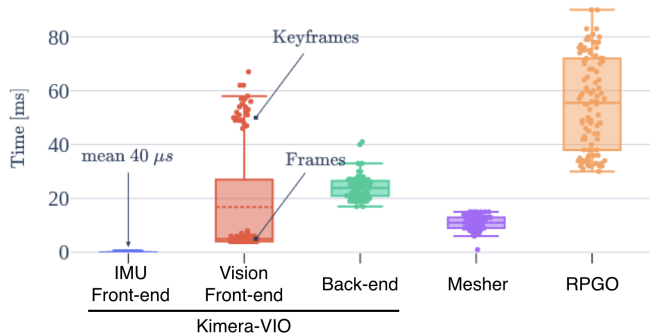 Time [ms]
80
60
40
20
0
Keyframes
mean 40 μs
Frames
IMU
Front-end
Vision
Front-end
Back-end
Mesher
RPGO
Kimera-VIO